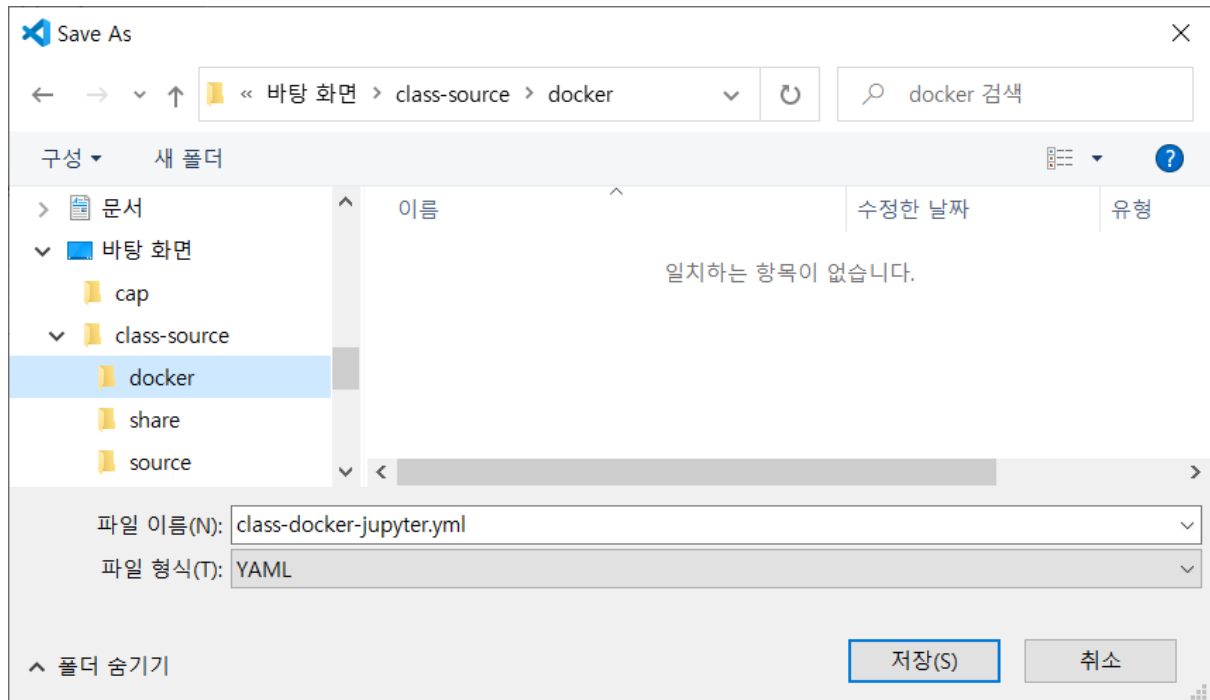 Save As
« 바탕 화면 > class-source > docker
docker 검색
구성
새 폴더
문서
바탕 화면
cap
class-source
docker
share
source
이름
수정한 날짜
유형
일치하는 항목이 없습니다.
파일 이름(N): class-docker-jupyter.yml
파일 형식(T): YAML
폴더 숨기기
저장(S)
취소